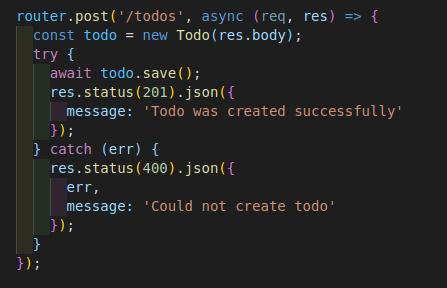 router.post('/todos', async (req, res) => {
  const todo = new Todo(res.body);
  try {
    await todo.save();
    res.status(201).json({
      message: 'Todo was created successfully'
    });
  } catch (err) {
    res.status(400).json({
      err,
      message: 'Could not create todo'
    });
  }
});